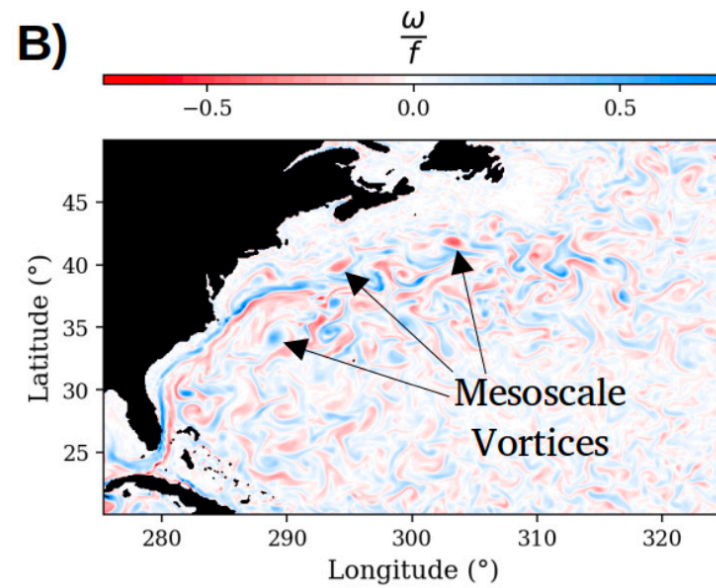 B)
ω
f
−0.5
0.0
0.5
45
40
35
30
25
Latitude (°)
Mesoscale
Vortices
280
290
300
310
320
Longitude (°)